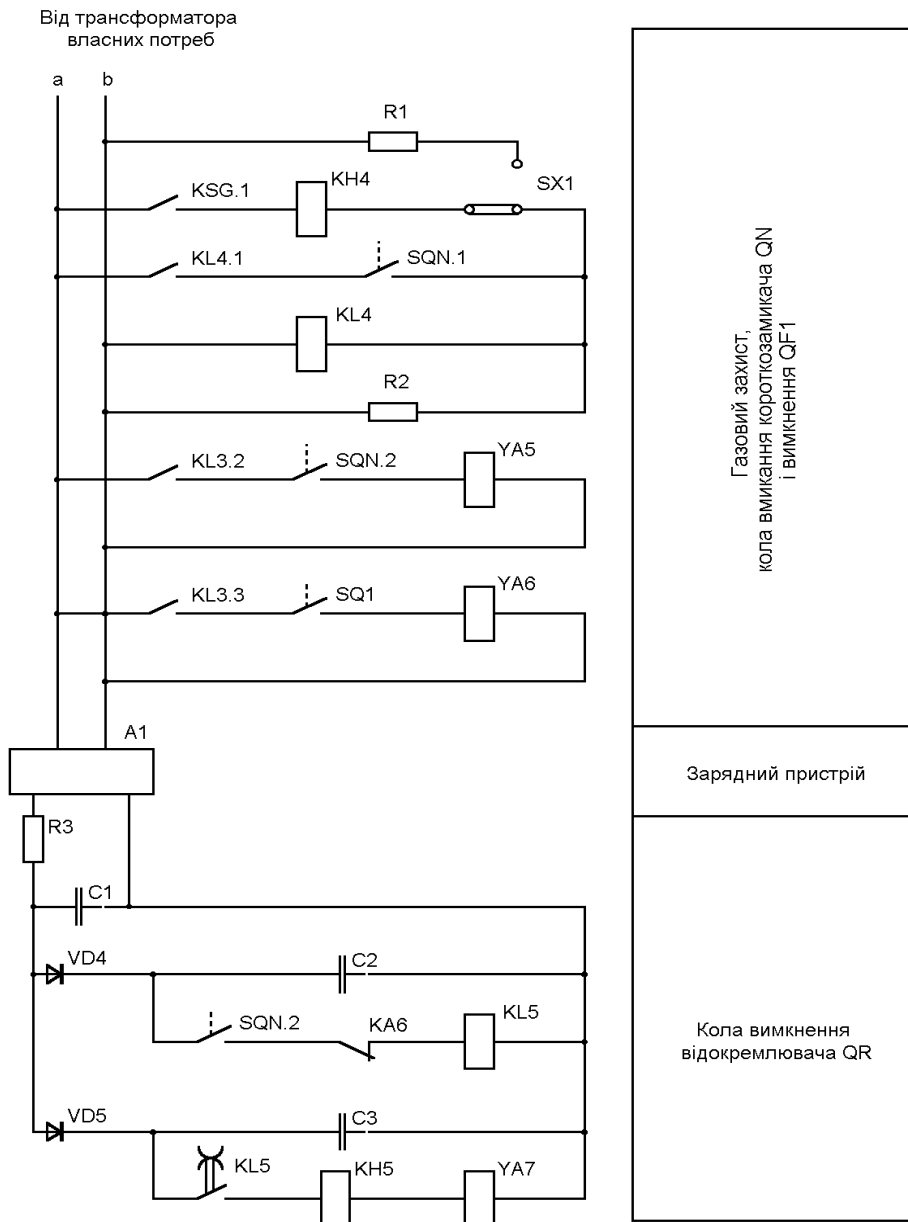 Від трансформатора
власних потреб
a b
R1
KSG.1 KH4 SX1
KL4.1 SQN.1
KL4
R2
KL3.2 SQN.2 YA5
KL3.3 SQ1 YA6
A1
R3
C1
VD4 C2
SQN.2 KA6 KL5
VD5 C3
KL5 KH5 YA7
Газовий захист,
кола вмикання короткозамикача QN
і вимкнення QF1
Зарядний пристрій
Кола вимкнення
відокремлювача QR